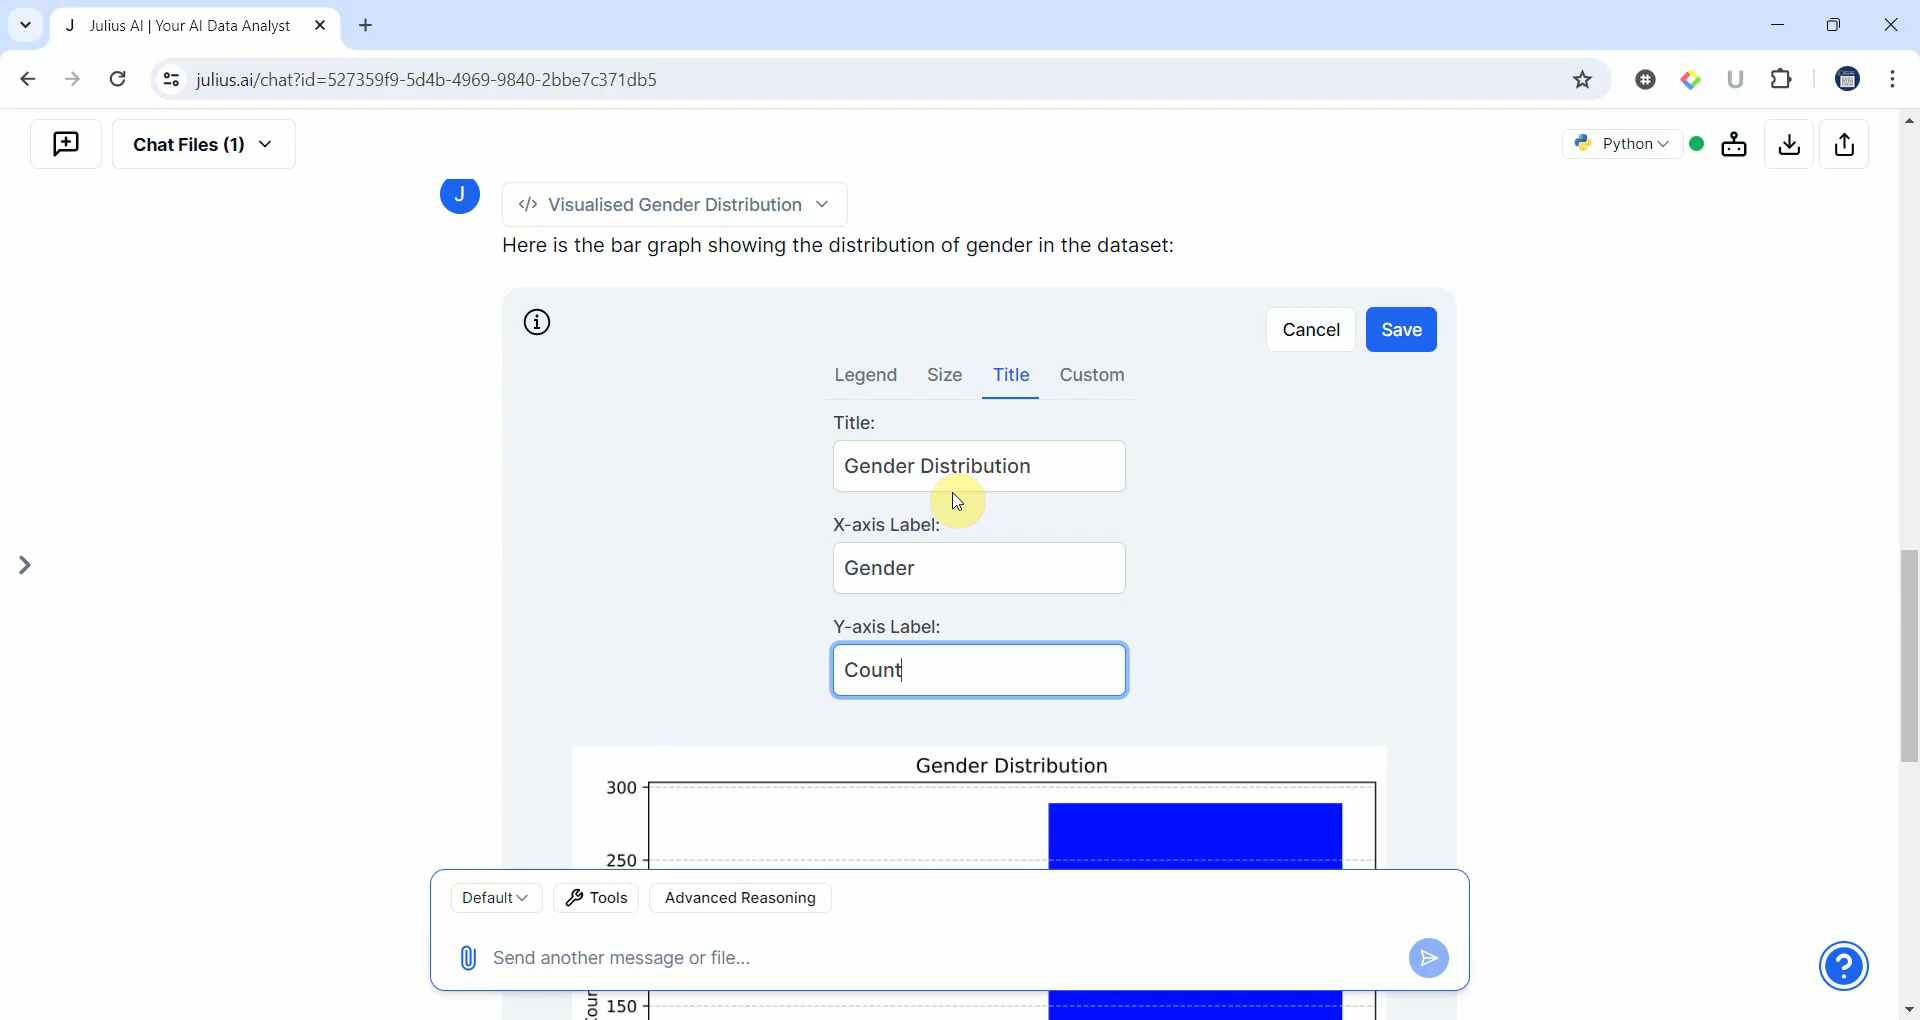 J Julius AI | Your AI Data Analyst
julius.ai/chat?id=527359f9-5d4b-4969-9840-2bbe7c371db5
U
Chat Files (1)
Python
J
</> Visualised Gender Distribution
Here is the bar graph showing the distribution of gender in the dataset:
i
Cancel
Save
Legend
Size
Title
Custom
Title:
Gender Distribution
X-axis Label:
Gender
Y-axis Label:
Count
Gender Distribution
300
250
Default
Tools
Advanced Reasoning
Send another message or file...
?
150